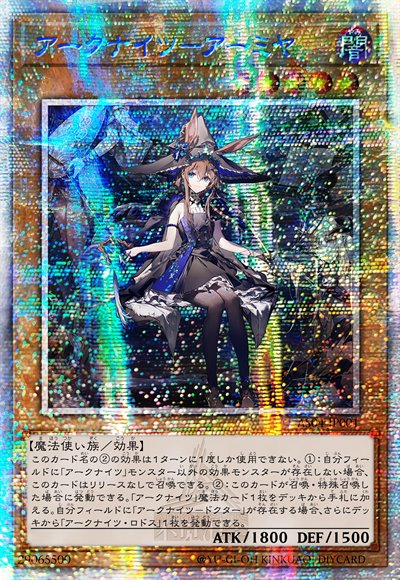 アークナイツーアーミヤ
闇
【魔法使い族／効果】
このカード名の②の効果は1ターンに1度しか使用できない。①：自分フィ
ールドに「アークナイツ」モンスター以外の効果モンスターが存在しない場合、
このカードはリリースなしで召喚できる。②：このカードが召喚・特殊召喚し
た場合に発動できる。「アークナイツ」魔法カード1枚をデッキから手札に加
える。自分フィールドに「アークナイツードクター」が存在する場合、さらにデッ
キから「アークナイツ・ロドス」1枚を発動できる。
ATK/1800 DEF/1500
29065509